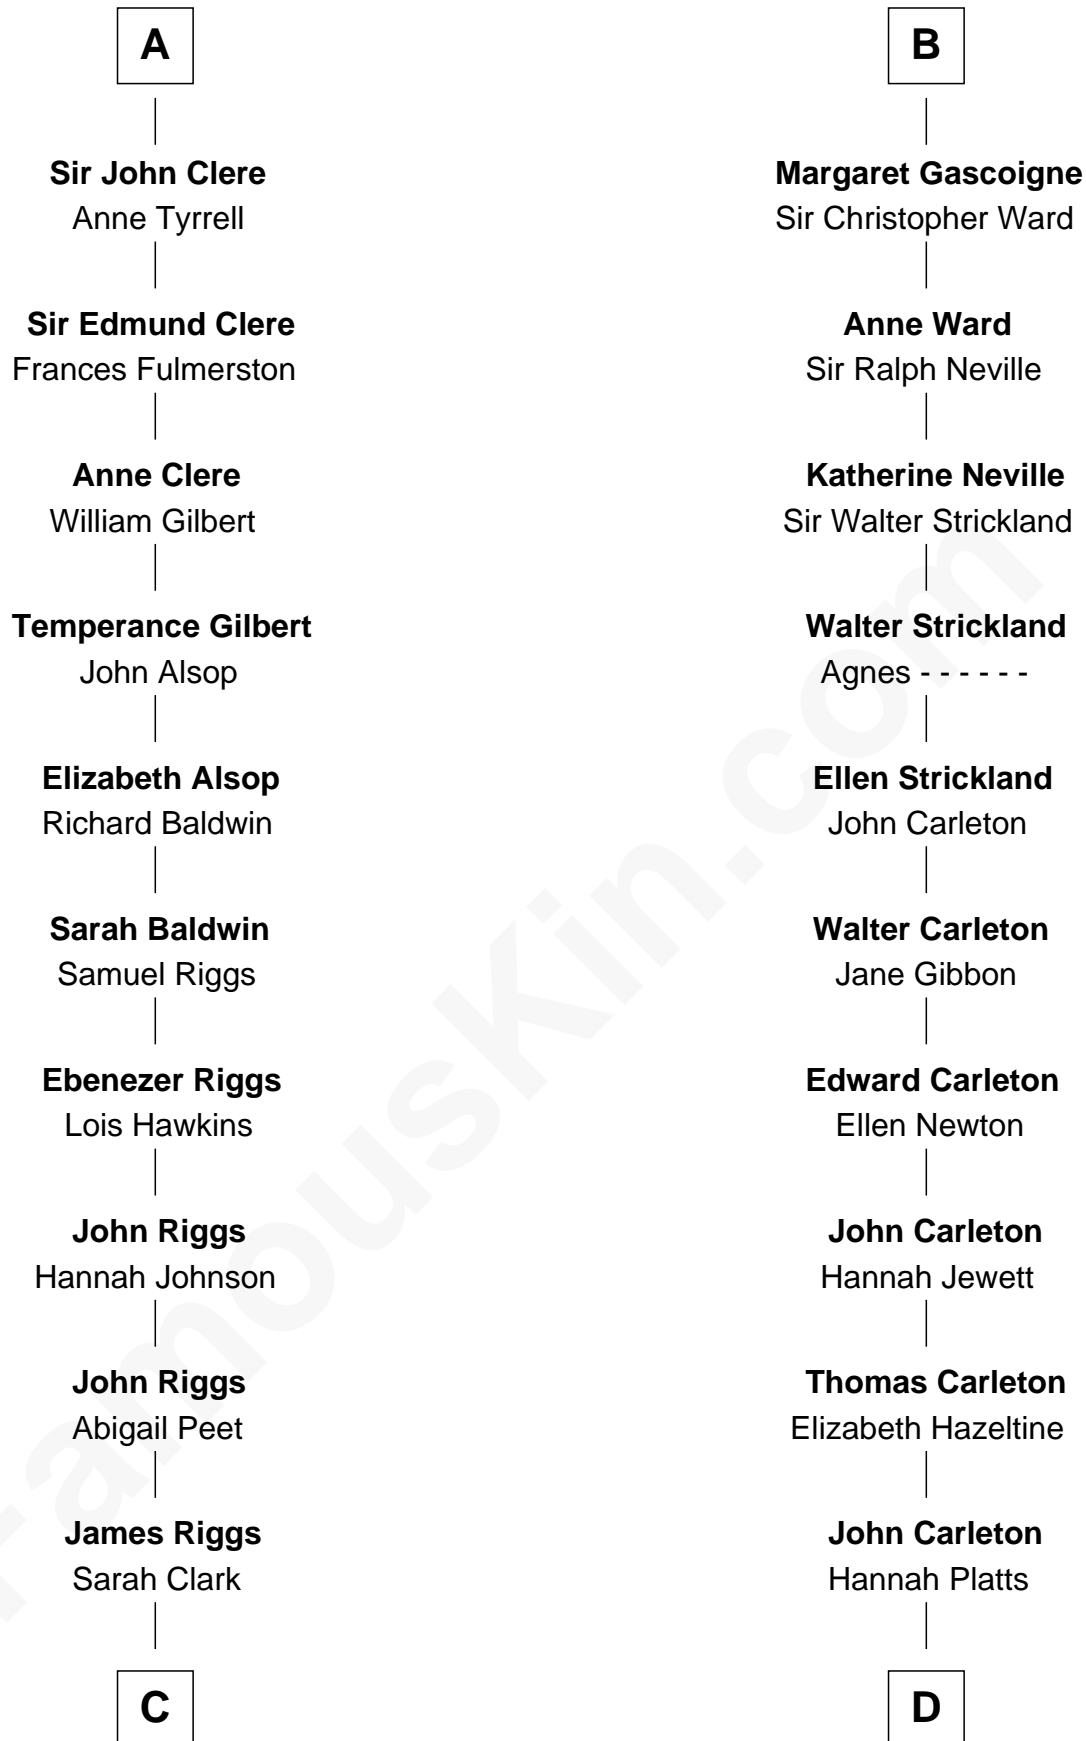 A
Sir John Clere
Anne Tyrrell
Sir Edmund Clere
Frances Fulmerston
Anne Clere
William Gilbert
Temperance Gilbert
John Alsop
Elizabeth Alsop
Richard Baldwin
Sarah Baldwin
Samuel Riggs
Ebenezer Riggs
Lois Hawkins
John Riggs
Hannah Johnson
John Riggs
Abigail Peet
James Riggs
Sarah Clark
C
B
Margaret Gascoigne
Sir Christopher Ward
Anne Ward
Sir Ralph Neville
Katherine Neville
Sir Walter Strickland
Walter Strickland
Agnes - - - - - -
Ellen Strickland
John Carleton
Walter Carleton
Jane Gibbon
Edward Carleton
Ellen Newton
John Carleton
Hannah Jewett
Thomas Carleton
Elizabeth Hazeltine
John Carleton
Hannah Platts
D
FamousKin.com